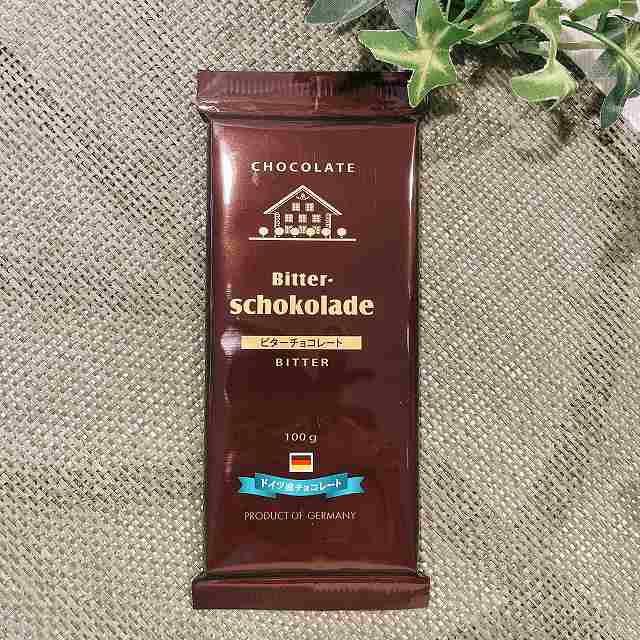 CHOCOLATE
Bitter-
schokolade
ビターチョコレート
BITTER
100g
ドイツ産チョコレート
PRODUCT OF GERMANY